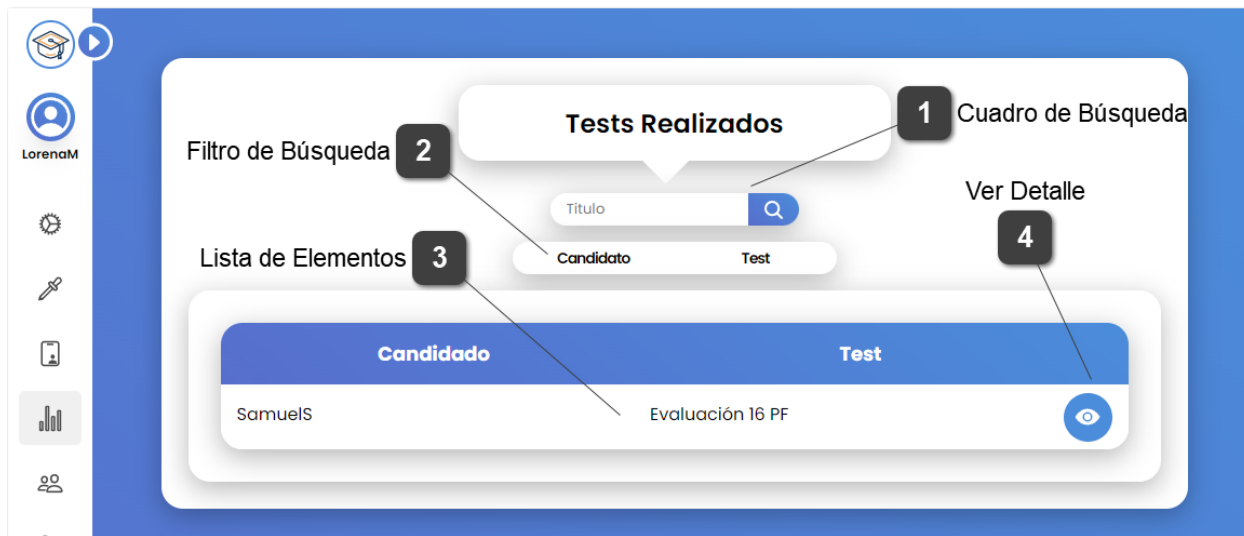 Tests Realizados
1 Cuadro de Búsqueda
LorenaM
Filtro de Búsqueda 2
Título
Ver Detalle
4
Lista de Elementos 3
Candidato Test
Candidado Test
SamuelS Evaluación 16 PF